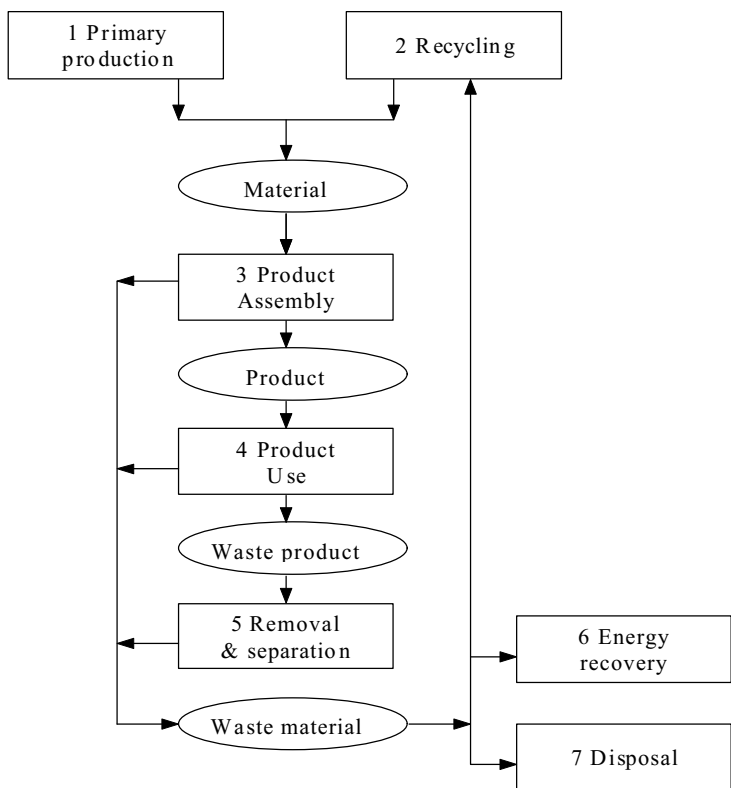 1 Primary
production
2 Recycling
Material
3 Product
Assembly
Product
4 Product
Use
Waste product
5 Removal
& separation
6 Energy
recovery
Waste material
7 Disposal